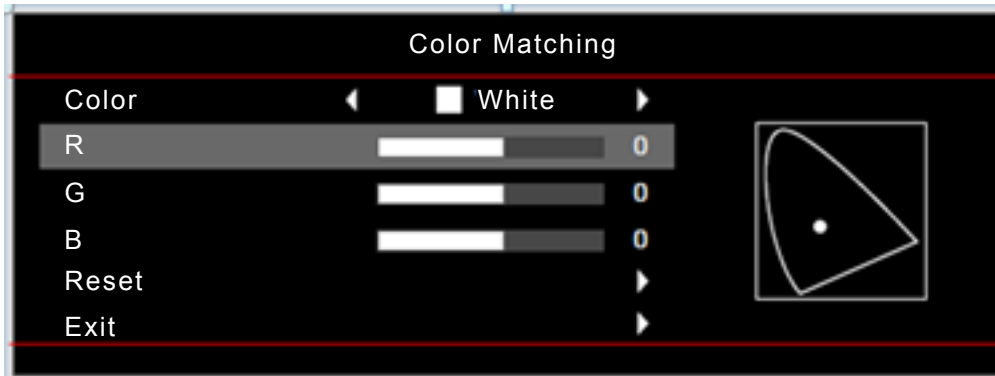 Color Matching
Color White
R 0
G 0
B 0
Reset
Exit